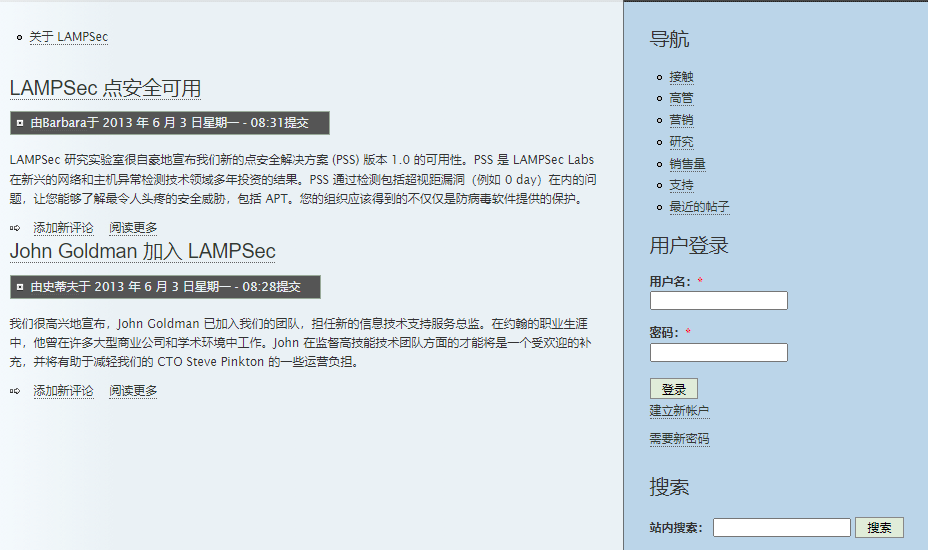 关于 LAMPSec
LAMPSec 点安全可用
由Barbara于 2013 年 6 月 3 日星期一 - 08:31提交
LAMPSec 研究实验室很自豪地宣布我们新的点安全解决方案 (PSS) 版本 1.0 的可用性。PSS 是 LAMPSec Labs
在新兴的网络和主机异常检测技术领域多年投资的结果。PSS 通过检测包括超视距漏洞（例如 0 day）在内的问
题，让您能够了解最令人头疼的安全威胁，包括 APT。您的组织应该得到的不仅仅是防病毒软件提供的保护。
添加新评论 阅读更多
John Goldman 加入 LAMPSec
由史蒂夫于 2013 年 6 月 3 日星期一 - 08:28提交
我们很高兴地宣布，John Goldman 已加入我们的团队，担任新的信息技术支持服务总监。在约翰的职业生涯
中，他曾在许多大型商业公司和学术环境中工作。John 在监督高技能技术团队方面的才能将是一个受欢迎的补
充，并将有助于减轻我们的 CTO Steve Pinkton 的一些运营负担。
添加新评论 阅读更多
导航
接触
高管
营销
研究
销售量
支持
最近的帖子
用户登录
用户名：*
密码：*
登录
建立新帐户
需要新密码
搜索
站内搜索： 搜索